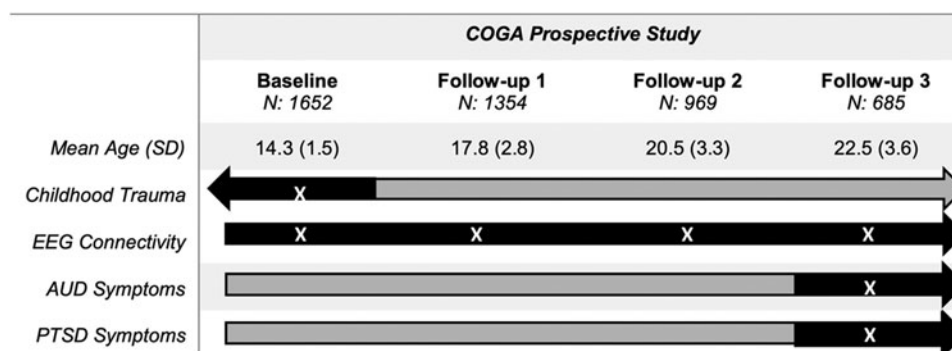 COGA Prospective Study
Baseline Follow-up 1 Follow-up 2 Follow-up 3
N: 1652 N: 1354 N: 969 N: 685
Mean Age (SD) 14.3 (1.5) 17.8 (2.8) 20.5 (3.3) 22.5 (3.6)
Childhood Trauma X
EEG Connectivity X X X X
AUD Symptoms X
PTSD Symptoms X